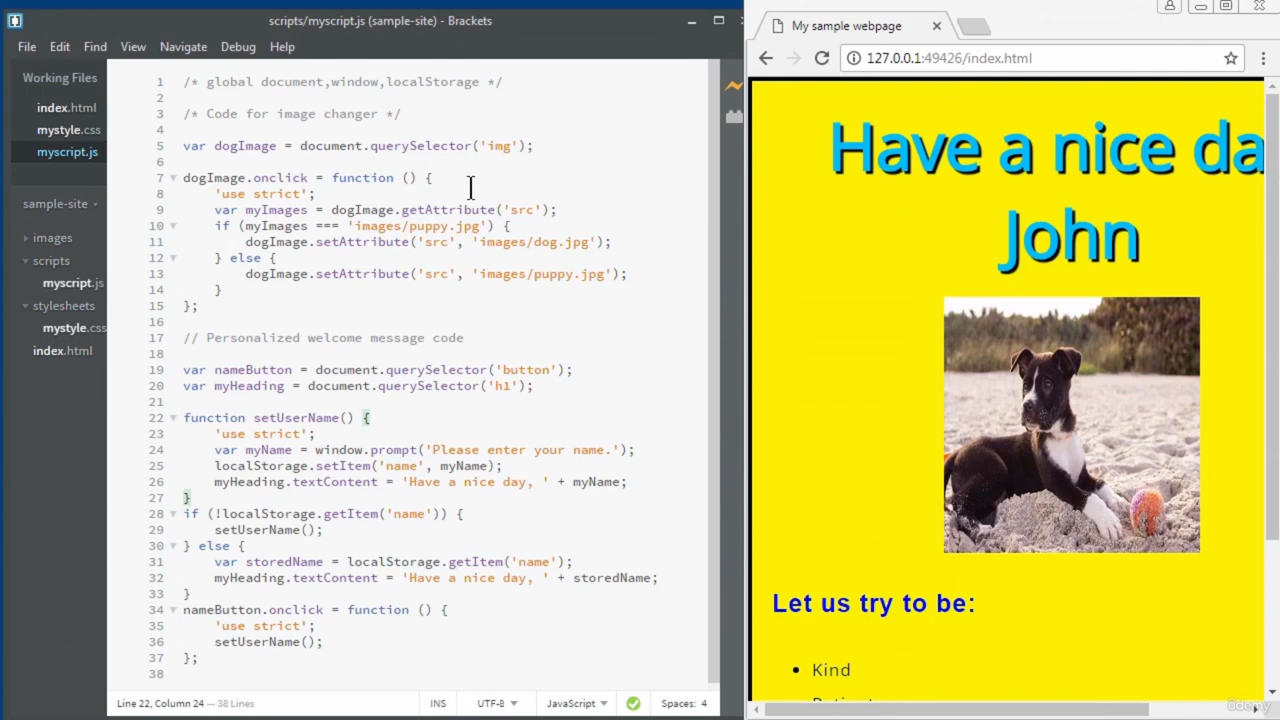 scripts/myscript.js (sample-site) - Brackets
File Edit Find View Navigate Debug Help
Working Files
index.html
mystyle.css
myscript.js
sample-site
images
scripts
myscript.js
stylesheets
mystyle.css
index.html
1 /* global document,window,localStorage */
2
3 /* Code for image changer */
4
5 var dogImage = document.querySelector('img');
6
7 dogImage.onclick = function () {
8 'use strict';
9 var myImages = dogImage.getAttribute('src');
10 if (myImages === 'images/puppy.jpg') {
11 dogImage.setAttribute('src', 'images/dog.jpg');
12 } else {
13 dogImage.setAttribute('src', 'images/puppy.jpg');
14 }
15 };
16
17 // Personalized welcome message code
18
19 var nameButton = document.querySelector('button');
20 var myHeading = document.querySelector('h1');
21
22 function setUserName() {
23 'use strict';
24 var myName = window.prompt('Please enter your name.');
25 localStorage.setItem('name', myName);
26 myHeading.textContent = 'Have a nice day, ' + myName;
27 }
28 if (!localStorage.getItem('name')) {
29 setUserName();
30 } else {
31 var storedName = localStorage.getItem('name');
32 myHeading.textContent = 'Have a nice day, ' + storedName;
33 }
34 nameButton.onclick = function () {
35 'use strict';
36 setUserName();
37 };
38
Line 22, Column 24 — 38 Lines
INS UTF-8 JavaScript Spaces: 4
My sample webpage
127.0.0.1:49426/index.html
Have a nice da
John
Let us try to be:
Kind
ûdemy